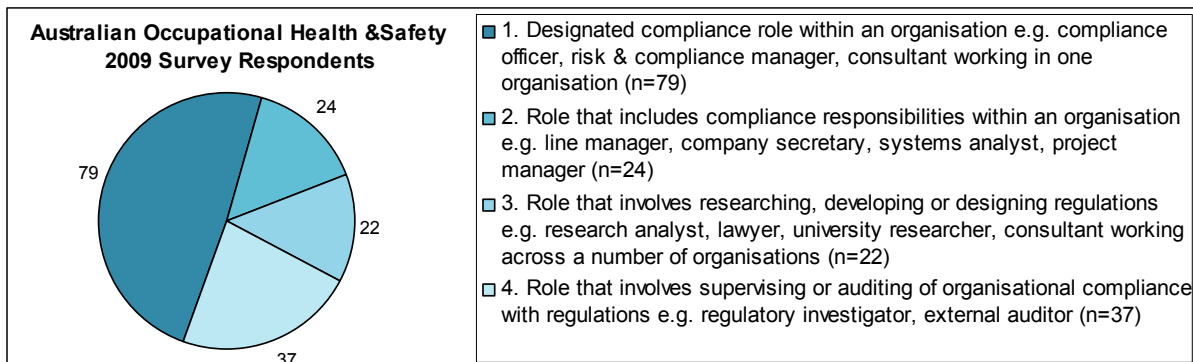 Australian Occupational Health &Safety
2009 Survey Respondents
24
79
22
37
1. Designated compliance role within an organisation e.g. compliance
officer, risk & compliance manager, consultant working in one
organisation (n=79)
2. Role that includes compliance responsibilities within an organisation
e.g. line manager, company secretary, systems analyst, project
manager (n=24)
3. Role that involves researching, developing or designing regulations
e.g. research analyst, lawyer, university researcher, consultant working
across a number of organisations (n=22)
4. Role that involves supervising or auditing of organisational compliance
with regulations e.g. regulatory investigator, external auditor (n=37)